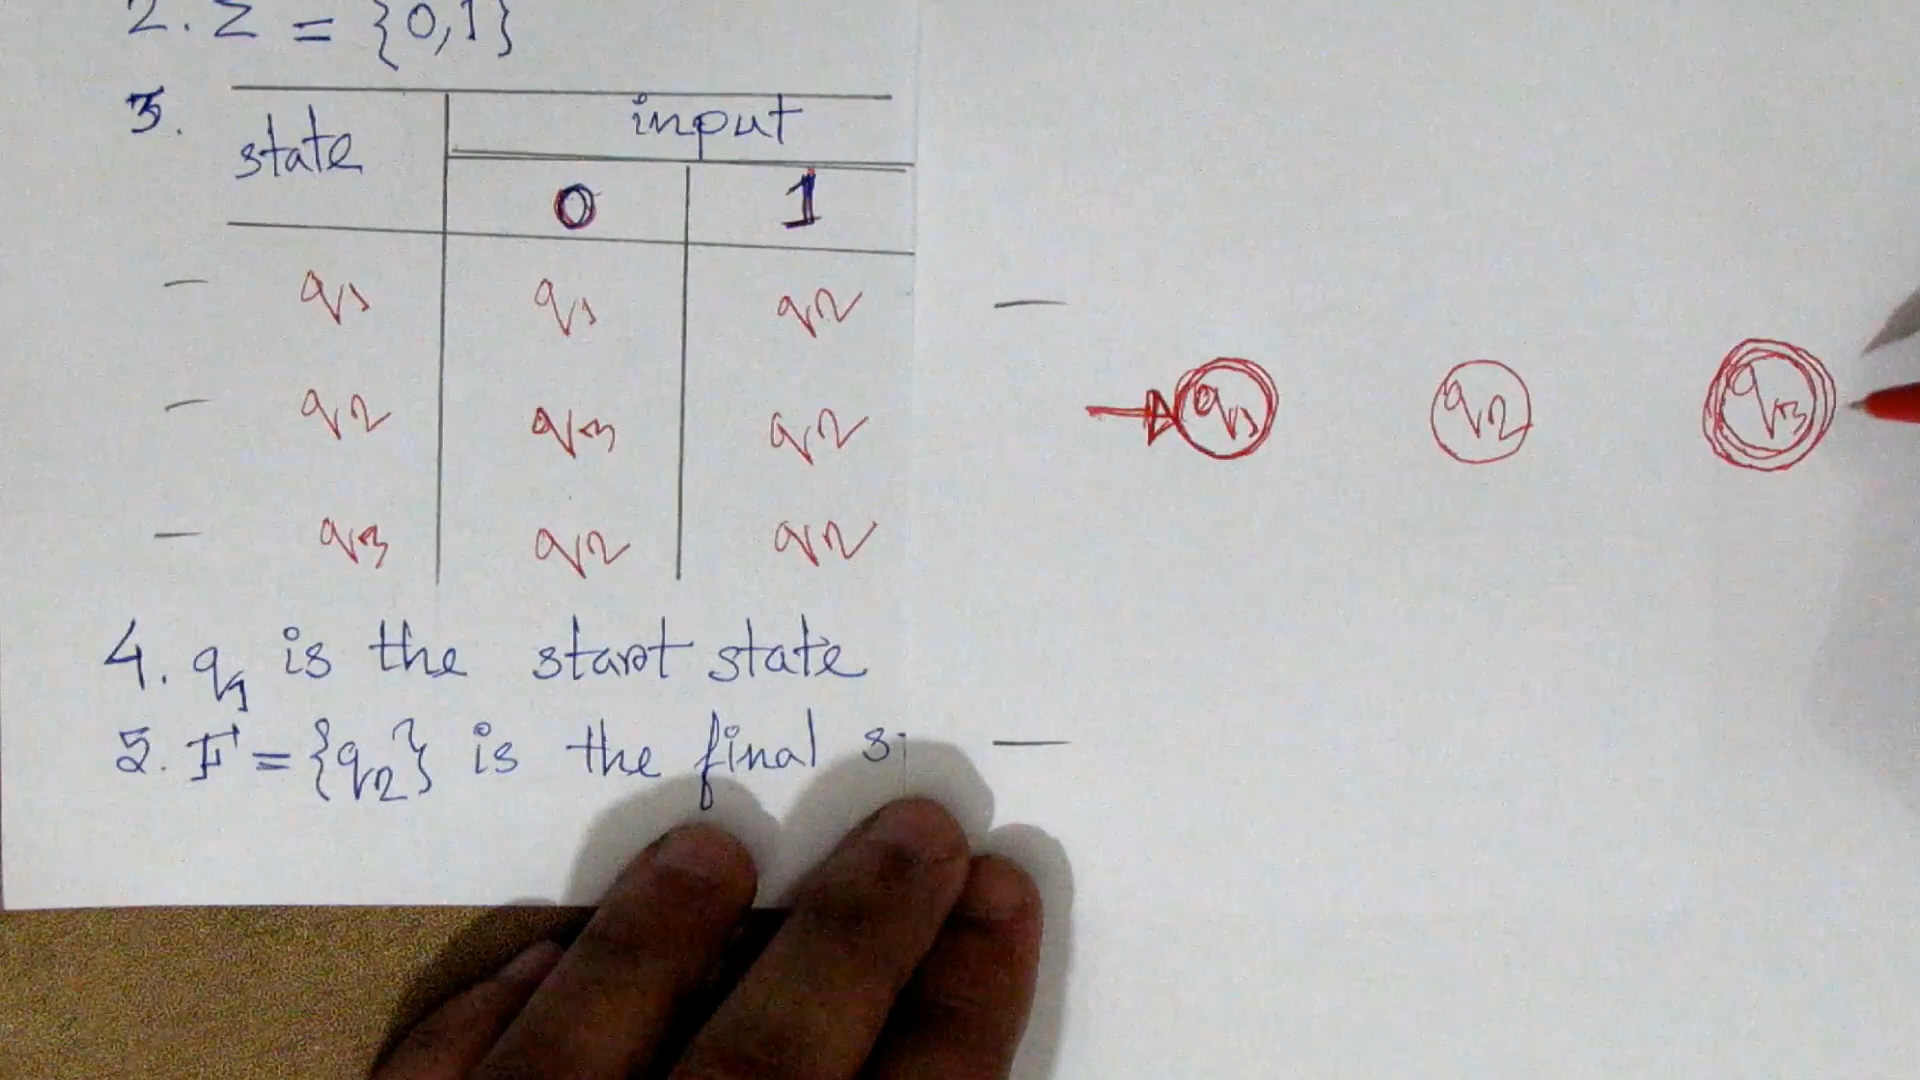 2. Σ = {0,1}
3.
state input
0 1
q1 q1 q2
q2 q3 q2
q3 q2 q2
q1 q2 q3
4. q1 is the start state
5. F = {q2} is the final s